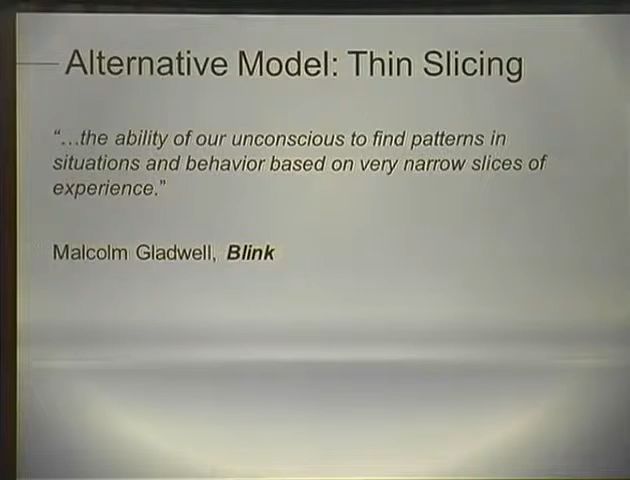 Alternative Model: Thin Slicing
“…the ability of our unconscious to find patterns in
situations and behavior based on very narrow slices of
experience.”
Malcolm Gladwell, Blink